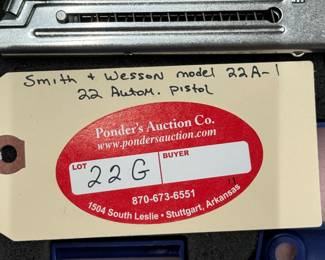 Smith + Wesson model 22A-1
22 Autom. pistol
Ponder's Auction Co.
www.pondersauction.com
LOT
BUYER
22 G
870-673-6551
1504 South Leslie • Stuttgart, Arkansas